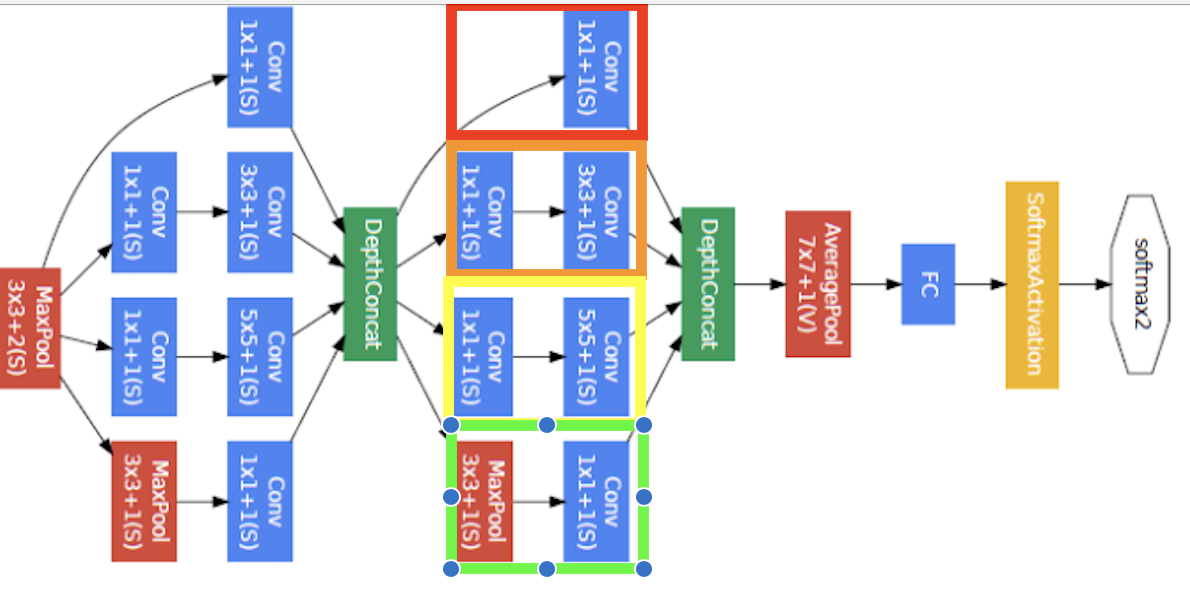 MaxPool
3x3+2(S)
Conv
1x1+1(S)
Conv
1x1+1(S)
Conv
1x1+1(S)
MaxPool
3x3+1(S)
Conv
3x3+1(S)
Conv
5x5+1(S)
Conv
1x1+1(S)
DepthConcat
Conv
1x1+1(S)
Conv
1x1+1(S)
Conv
1x1+1(S)
MaxPool
3x3+1(S)
Conv
3x3+1(S)
Conv
5x5+1(S)
Conv
1x1+1(S)
DepthConcat
AveragePool
7x7+1(V)
FC
SoftmaxActivation
softmax2